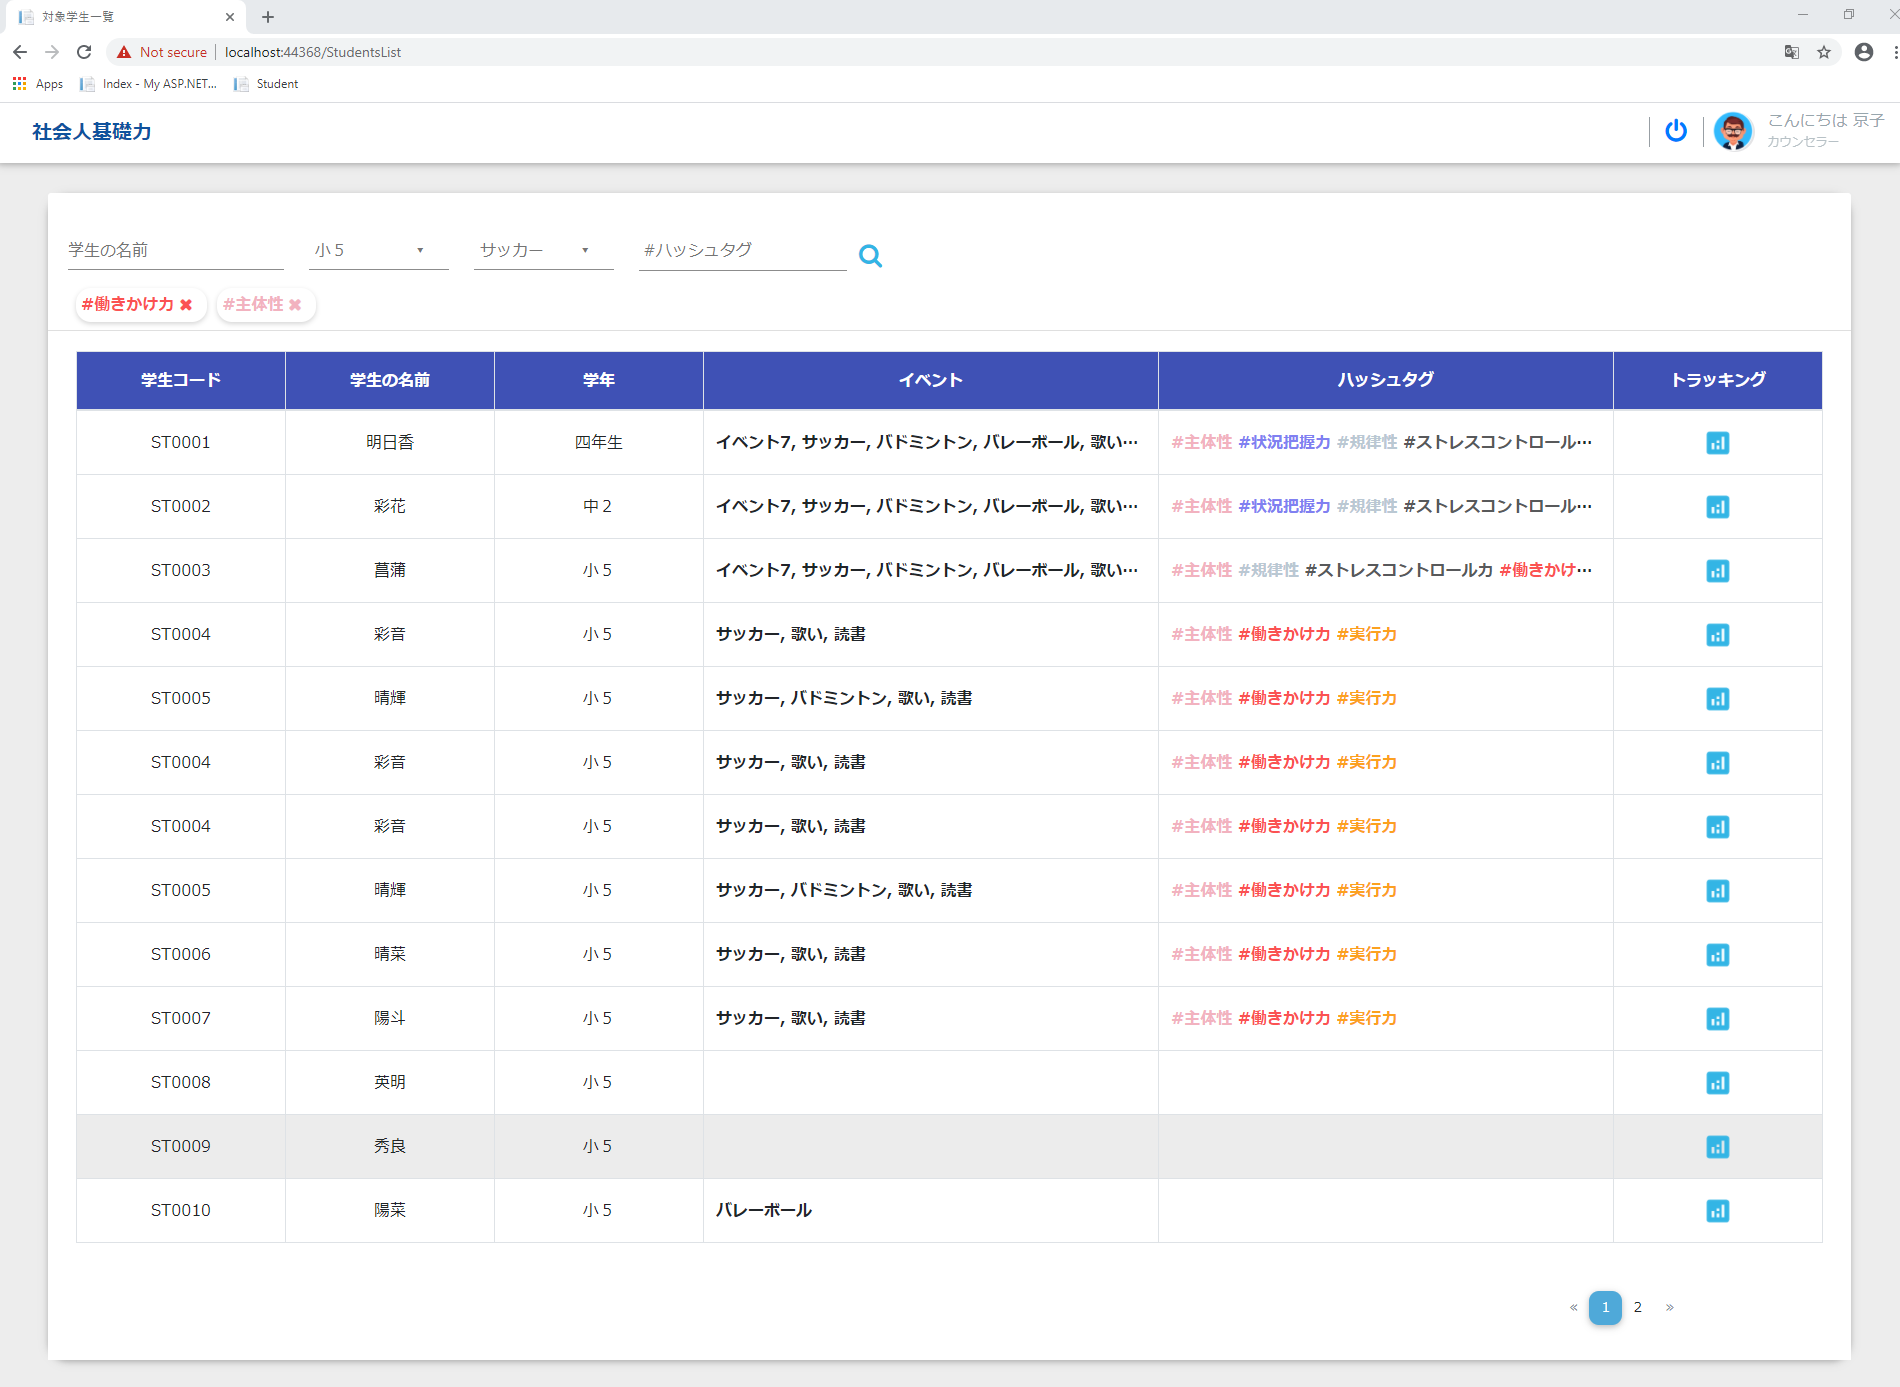 対象学生一覧
Not secure | localhost:44368/StudentsList
Apps Index - My ASP.NET... Student
社会人基礎力
こんにちは 京子
カウンセラー
学生の名前 小５ サッカー #ハッシュタグ
#働きかけ力 ✖ #主体性 ✖
学生コード 学生の名前 学年 イベント ハッシュタグ トラッキング
ST0001 明日香 四年生 イベント7, サッカー, バドミントン, バレーボール, 歌い… #主体性 #状況把握力 #規律性 #ストレスコントロール…
ST0002 彩花 中２ イベント7, サッカー, バドミントン, バレーボール, 歌い… #主体性 #状況把握力 #規律性 #ストレスコントロール…
ST0003 菖蒲 小５ イベント7, サッカー, バドミントン, バレーボール, 歌い… #主体性 #規律性 #ストレスコントロール力 #働きかけ…
ST0004 彩音 小５ サッカー, 歌い, 読書 #主体性 #働きかけ力 #実行力
ST0005 晴輝 小５ サッカー, バドミントン, 歌い, 読書 #主体性 #働きかけ力 #実行力
ST0004 彩音 小５ サッカー, 歌い, 読書 #主体性 #働きかけ力 #実行力
ST0004 彩音 小５ サッカー, 歌い, 読書 #主体性 #働きかけ力 #実行力
ST0005 晴輝 小５ サッカー, バドミントン, 歌い, 読書 #主体性 #働きかけ力 #実行力
ST0006 晴菜 小５ サッカー, 歌い, 読書 #主体性 #働きかけ力 #実行力
ST0007 陽斗 小５ サッカー, 歌い, 読書 #主体性 #働きかけ力 #実行力
ST0008 英明 小５
ST0009 秀良 小５
ST0010 陽菜 小５ バレーボール
« 1 2 »